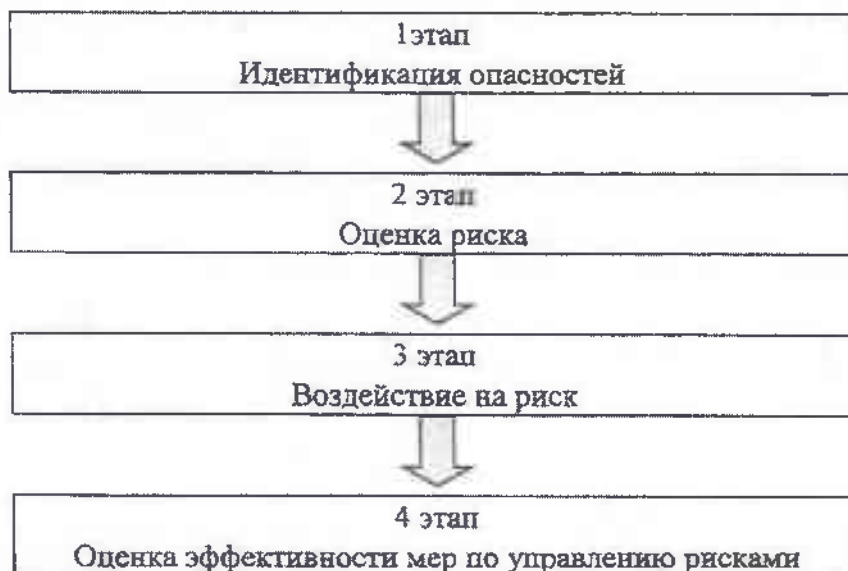 1этап
Идентификация опасностей
2 этап
Оценка риска
3 этап
Воздействие на риск
4 этап
Оценка эффективности мер по управлению рисками